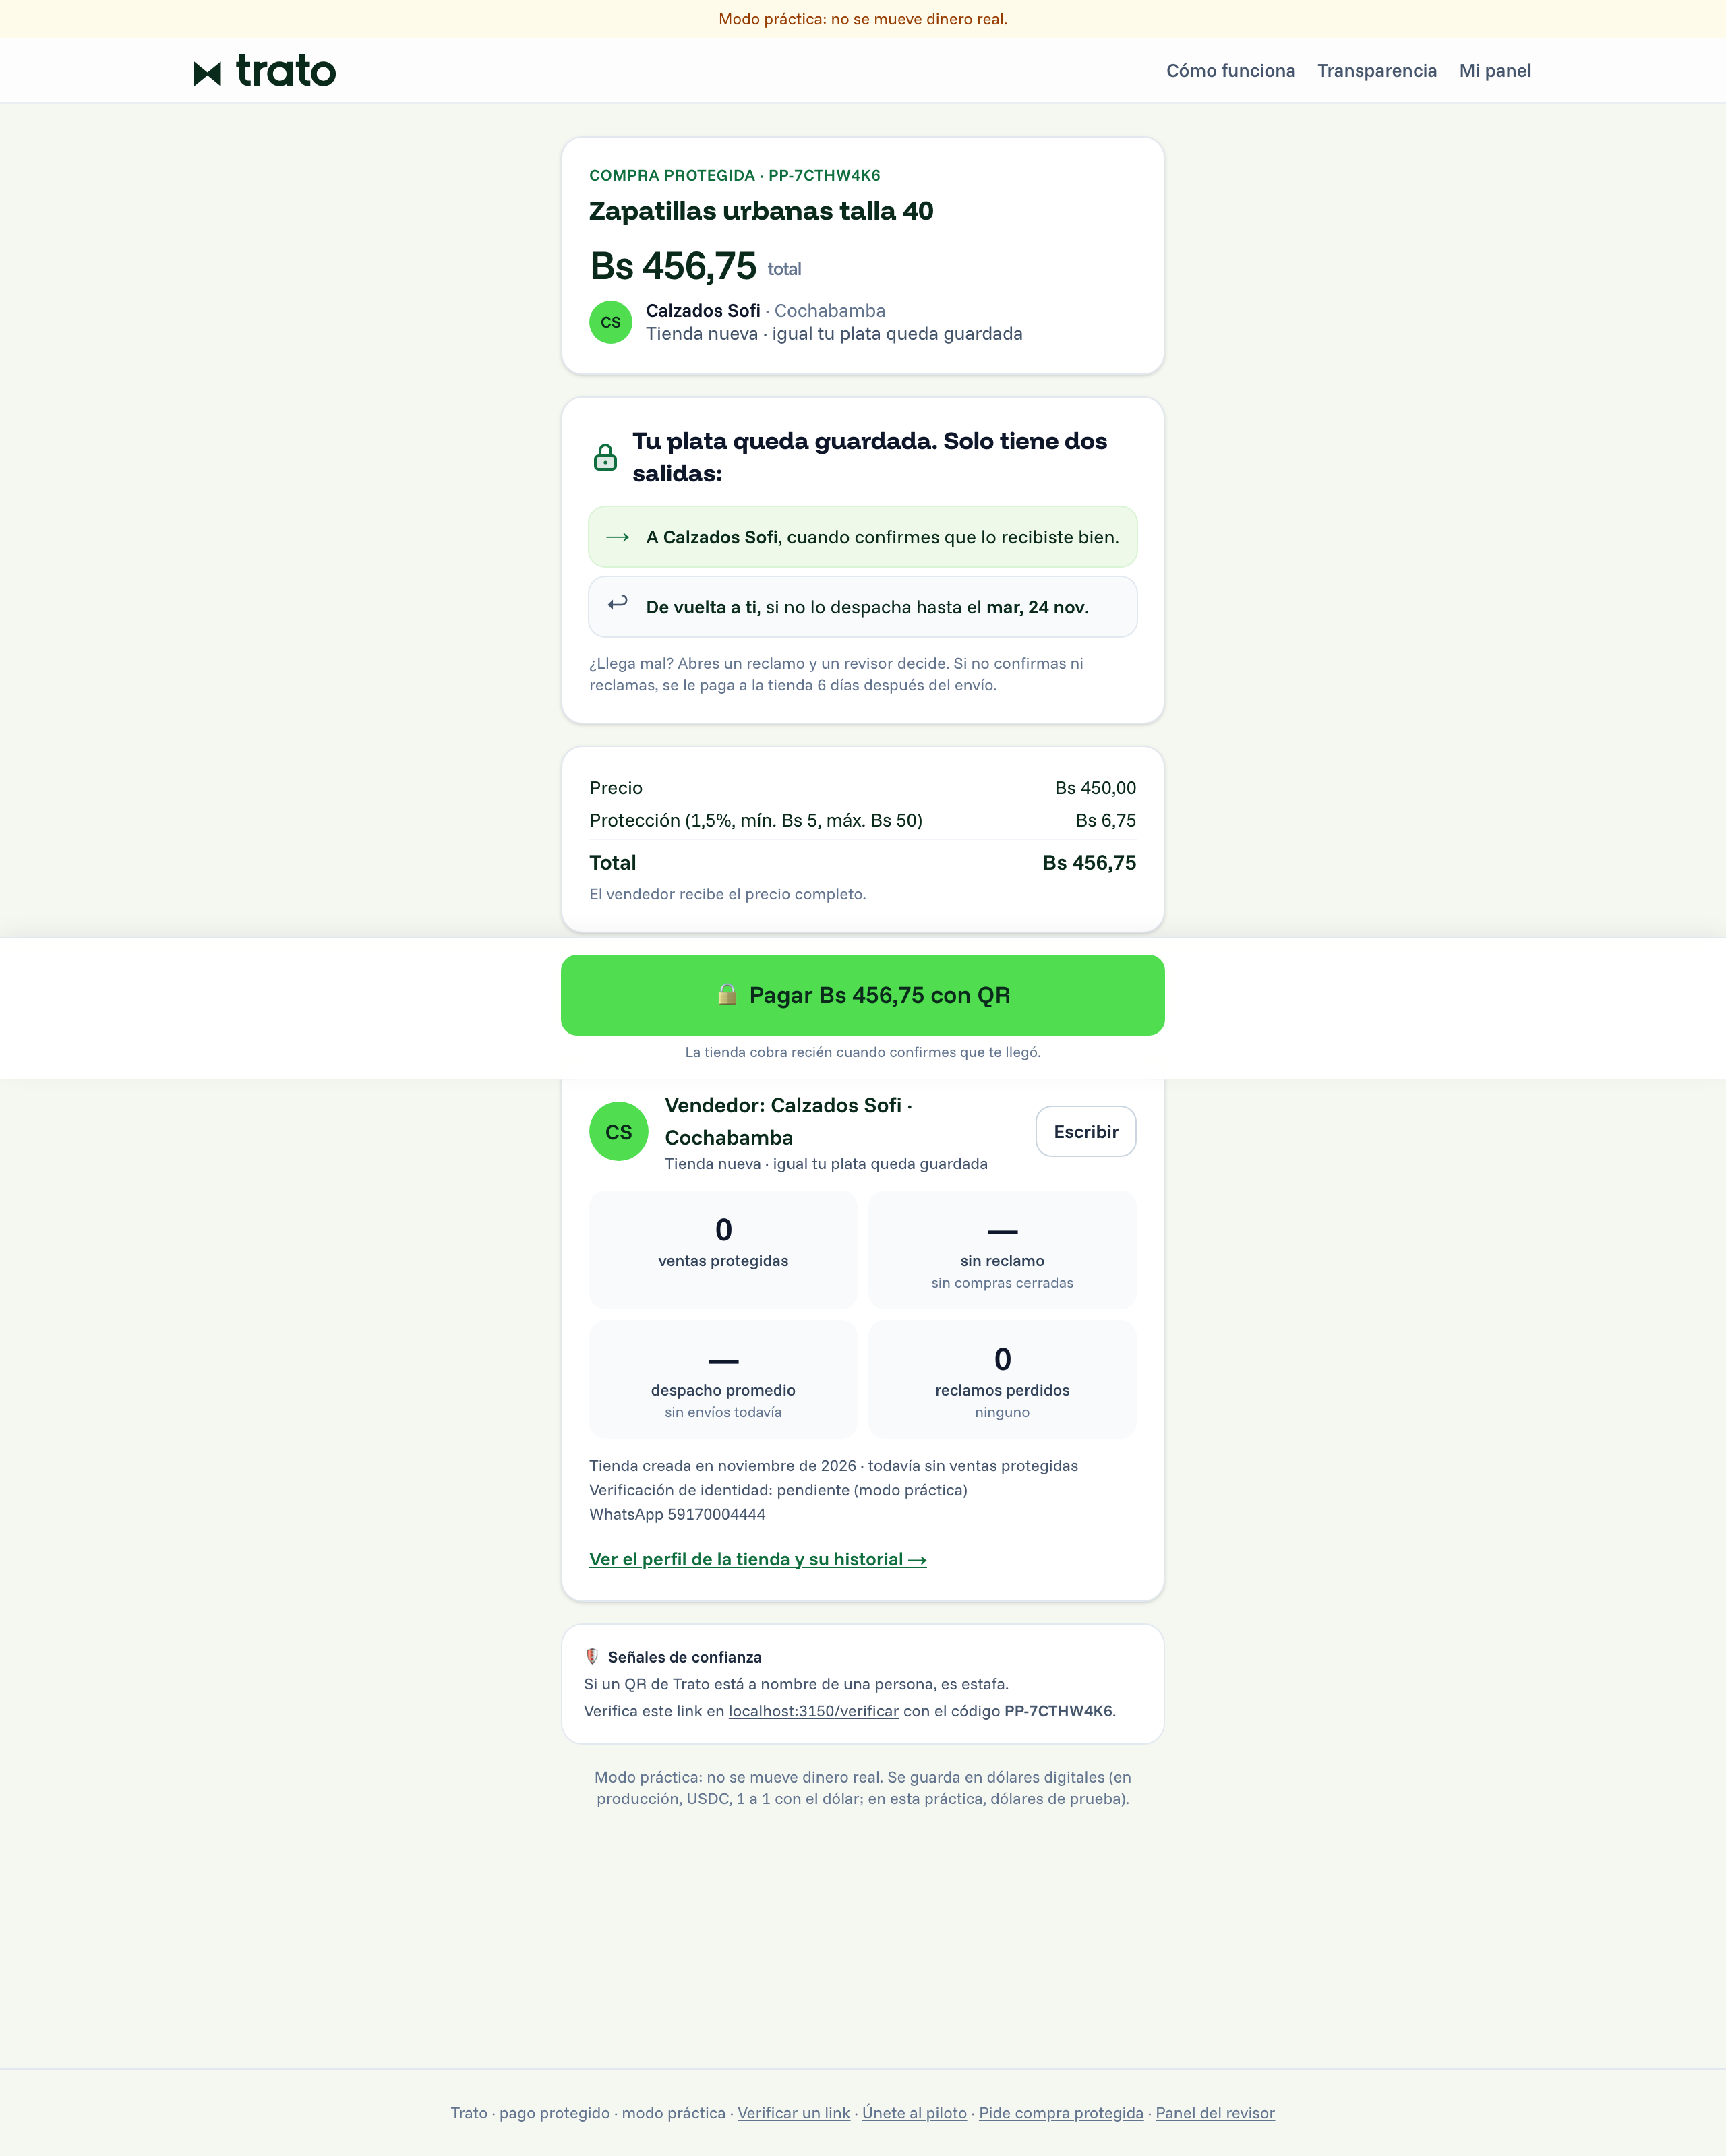 Modo práctica: no se mueve dinero real.
trato
Cómo funciona Transparencia Mi panel
COMPRA PROTEGIDA · PP-7CTHW4K6
Zapatillas urbanas talla 40
Bs 456,75 total
CS
Calzados Sofi · Cochabamba
Tienda nueva · igual tu plata queda guardada
Tu plata queda guardada. Solo tiene dos
salidas:
→ A Calzados Sofi, cuando confirmes que lo recibiste bien.
De vuelta a ti, si no lo despacha hasta el mar, 24 nov.
¿Llega mal? Abres un reclamo y un revisor decide. Si no confirmas ni
reclamas, se le paga a la tienda 6 días después del envío.
Precio Bs 450,00
Protección (1,5%, mín. Bs 5, máx. Bs 50) Bs 6,75
Total Bs 456,75
El vendedor recibe el precio completo.
🔒 Pagar Bs 456,75 con QR
La tienda cobra recién cuando confirmes que te llegó.
CS
Vendedor: Calzados Sofi ·
Cochabamba
Tienda nueva · igual tu plata queda guardada
Escribir
0
ventas protegidas
—
sin reclamo
sin compras cerradas
—
despacho promedio
sin envíos todavía
0
reclamos perdidos
ninguno
Tienda creada en noviembre de 2026 · todavía sin ventas protegidas
Verificación de identidad: pendiente (modo práctica)
WhatsApp 59170004444
Ver el perfil de la tienda y su historial →
Señales de confianza
Si un QR de Trato está a nombre de una persona, es estafa.
Verifica este link en localhost:3150/verificar con el código PP-7CTHW4K6.
Modo práctica: no se mueve dinero real. Se guarda en dólares digitales (en
producción, USDC, 1 a 1 con el dólar; en esta práctica, dólares de prueba).
Trato · pago protegido · modo práctica · Verificar un link · Únete al piloto · Pide compra protegida · Panel del revisor